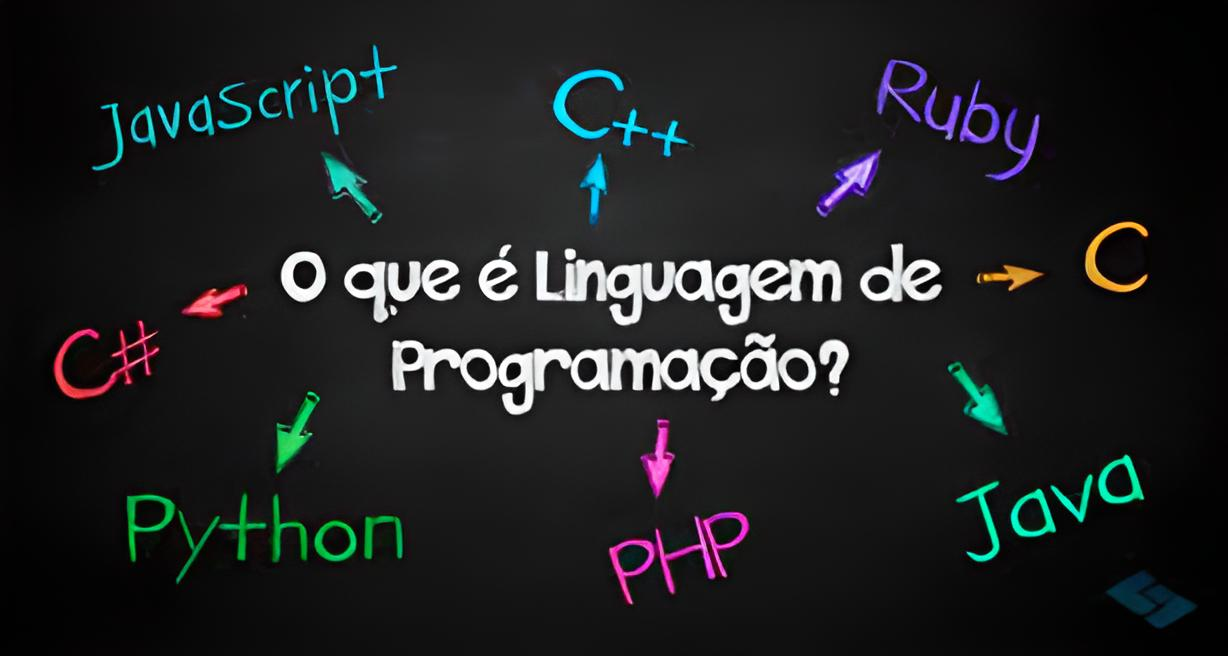 JavaScript
C++
Ruby
O que é Linguagem de
Programação?
C
C#
Python
PHP
Java